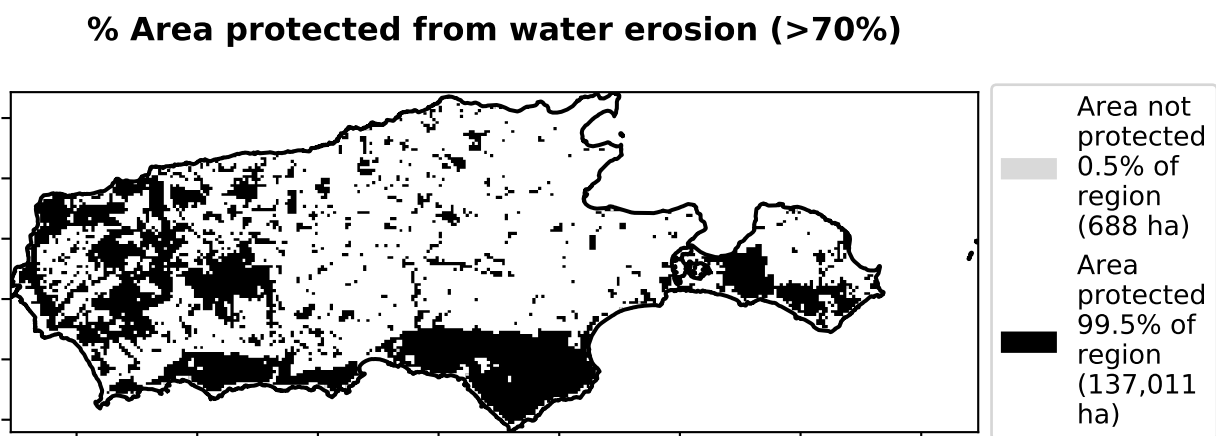 % Area protected from water erosion (>70%)
Area not
protected
0.5% of
region
(688 ha)
Area
protected
99.5% of
region
(137,011
ha)